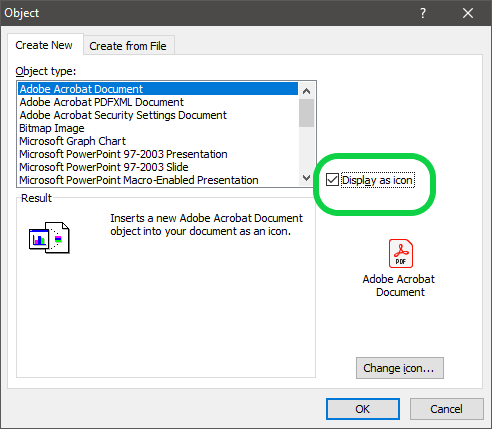 Object
Create New
Create from File
Object type:
Adobe Acrobat Document
Adobe Acrobat PDFXML Document
Adobe Acrobat Security Settings Document
Bitmap Image
Microsoft Graph Chart
Microsoft PowerPoint 97-2003 Presentation
Microsoft PowerPoint 97-2003 Slide
Microsoft PowerPoint Macro-Enabled Presentation
Display as icon
Result
Inserts a new Adobe Acrobat Document
object into your document as an icon.
PDF
Adobe Acrobat
Document
Change icon...
OK
Cancel